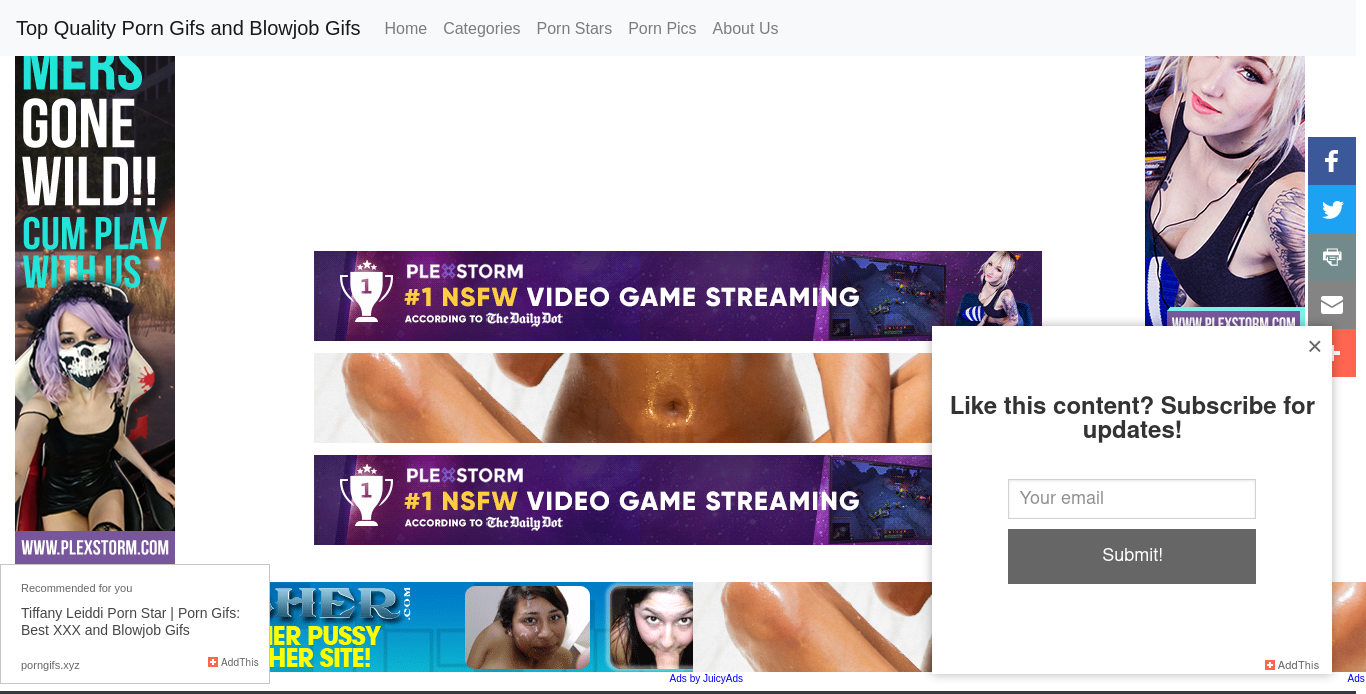 Top Quality Porn Gifs and Blowjob Gifs
Home
Categories
Porn Stars
Porn Pics
About Us
MERS
GONE
WILD!!
CUM PLAY
WITH US
WWW.PLEXSTORM.COM
WWW.PLEXSTORM.COM
1
PLEXSTORM
#1 NSFW VIDEO GAME STREAMING
ACCORDING TO The Daily Dot
1
PLEXSTORM
#1 NSFW VIDEO GAME STREAMING
ACCORDING TO The Daily Dot
Like this content? Subscribe for
updates!
Your email
Submit!
AddThis
Recommended for you
Tiffany Leiddi Porn Star | Porn Gifs:
Best XXX and Blowjob Gifs
porngifs.xyz
AddThis
HER.COM
HER PUSSY
HER SITE!
Ads by JuicyAds
Ads